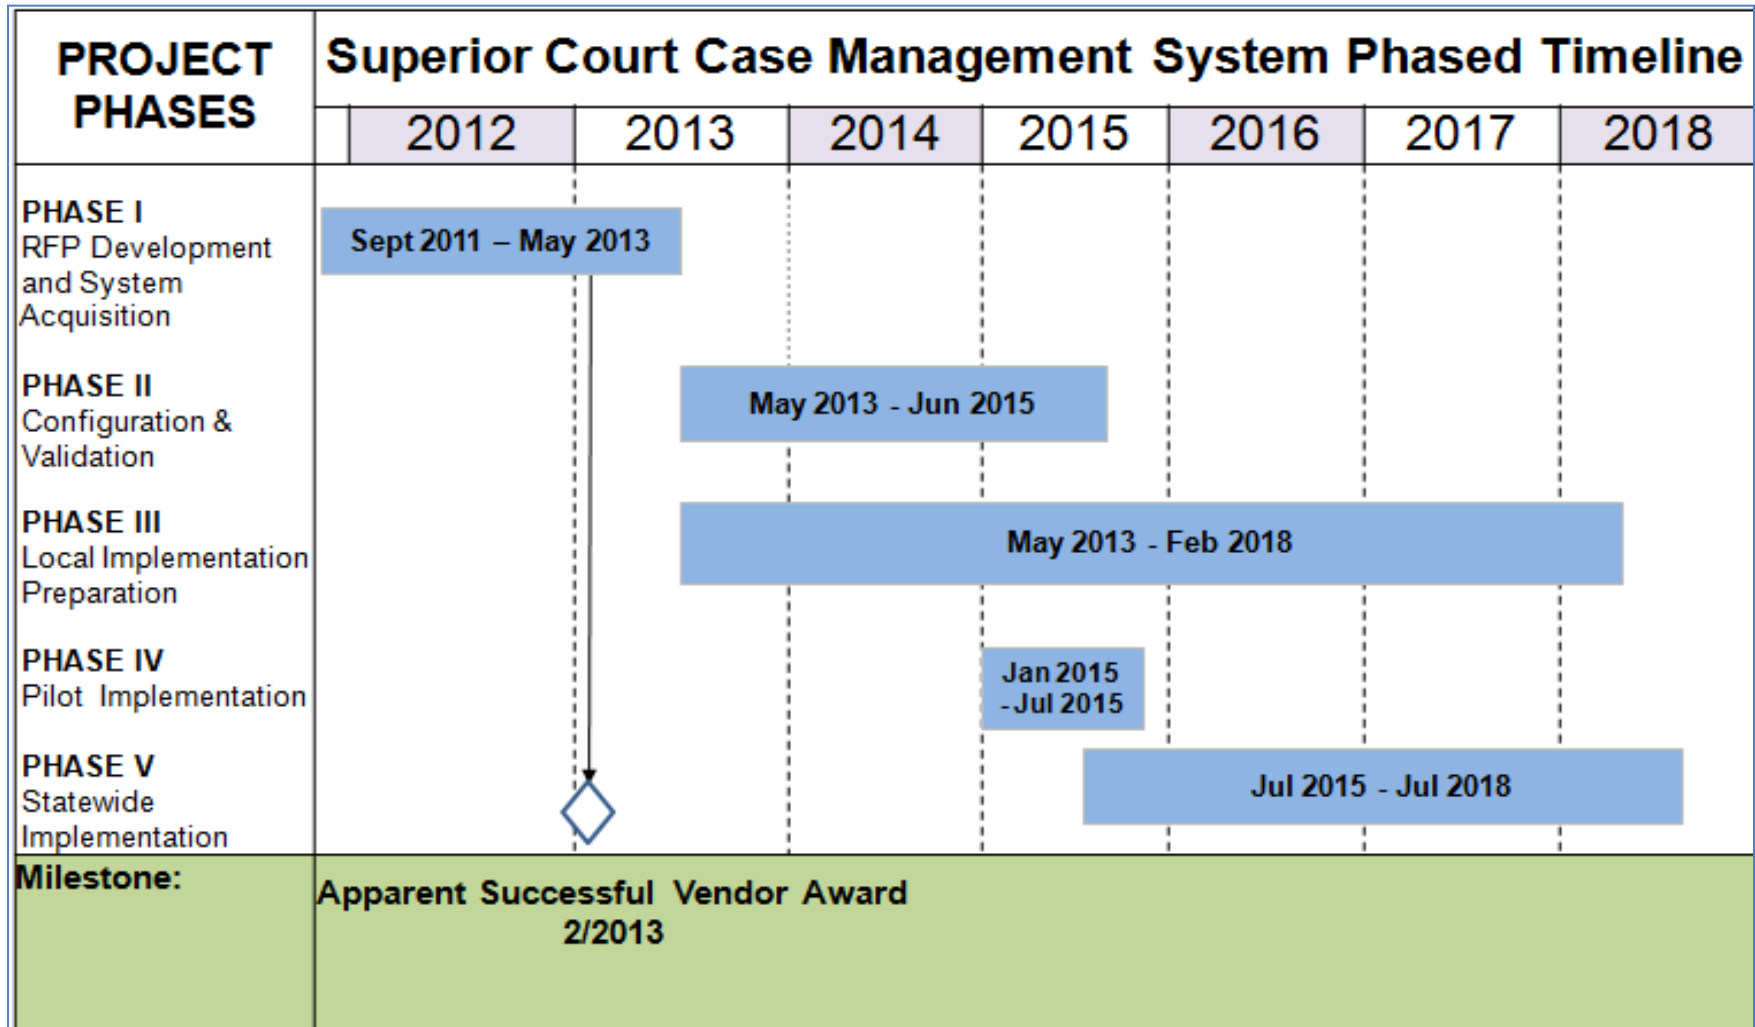 PROJECT
PHASES
Superior Court Case Management System Phased Timeline
2012 2013 2014 2015 2016 2017 2018
PHASE I
RFP Development
and System
Acquisition
Sept 2011 – May 2013
PHASE II
Configuration &
Validation
May 2013 - Jun 2015
PHASE III
Local Implementation
Preparation
May 2013 - Feb 2018
PHASE IV
Pilot Implementation
Jan 2015
- Jul 2015
PHASE V
Statewide
Implementation
Jul 2015 - Jul 2018
Milestone:
Apparent Successful Vendor Award
2/2013